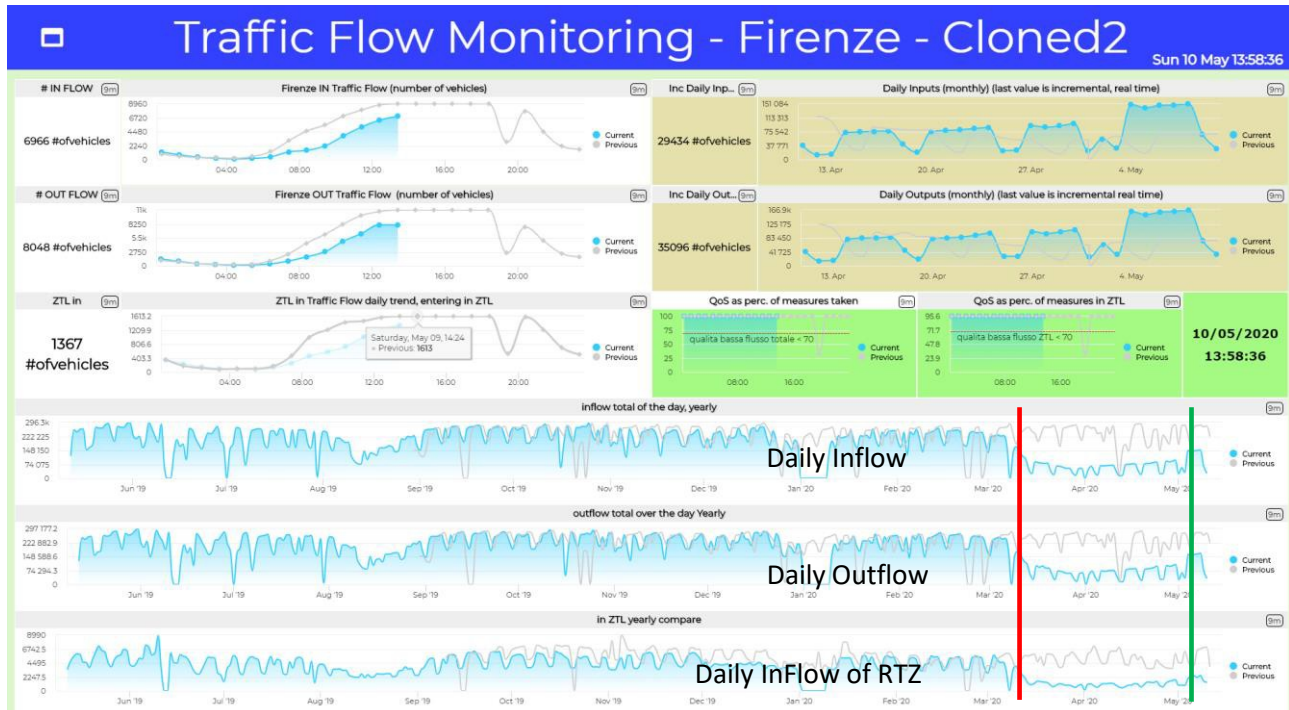 Traffic Flow Monitoring - Firenze - Cloned2
Sun 10 May 13:58:36
# IN FLOW 9m
6966 #ofvehicles
Firenze IN Traffic Flow (number of vehicles) 9m
8960
6720
4480
2240
0
04:00 08:00 12:00 16:00 20:00
Current
Previous
Inc Daily Inp... 9m
29434 #ofvehicles
Daily Inputs (monthly) (last value is incremental, real time) 9m
151 084
113 313
75 542
37 771
0
13. Apr 20. Apr 27. Apr 4. May
Current
Previous
# OUT FLOW 9m
8048 #ofvehicles
Firenze OUT Traffic Flow (number of vehicles) 9m
11k
8250
5.5k
2750
0
04:00 08:00 12:00 16:00 20:00
Current
Previous
Inc Daily Out... 9m
35096 #ofvehicles
Daily Outputs (monthly) (last value is incremental real time) 9m
166.9k
125 175
83 450
41 725
0
13. Apr 20. Apr 27. Apr 4. May
Current
Previous
ZTL in 9m
1367
#ofvehicles
ZTL in Traffic Flow daily trend, entering in ZTL 9m
1613.2
1209.9
806.6
403.3
0
Saturday, May 09, 14:24
Previous: 1613
04:00 08:00 12:00 16:00 20:00
Current
Previous
QoS as perc. of measures taken 9m
100
75
50
25
0
qualita bassa flusso totale < 70
08:00 16:00
Current
Previous
QoS as perc. of measures in ZTL 9m
95.6
71.7
47.8
23.9
0
qualita bassa flusso ZTL < 70
08:00 16:00
Current
Previous
10/05/2020
13:58:36
inflow total of the day, yearly 9m
296.3k
222 225
148 150
74 075
0
Daily Inflow
Jun '19 Jul '19 Aug '19 Sep '19 Oct '19 Nov '19 Dec '19 Jan '20 Feb '20 Mar '20 Apr '20 May '20
Current
Previous
outflow total over the day Yearly 9m
297 177.2
222 882.9
148 588.6
74 294.3
0
Daily Outflow
Jun '19 Jul '19 Aug '19 Sep '19 Oct '19 Nov '19 Dec '19 Jan '20 Feb '20 Mar '20 Apr '20 May '20
Current
Previous
in ZTL yearly compare 9m
8990
6742.5
4495
2247.5
0
Daily InFlow of RTZ
Jun '19 Jul '19 Aug '19 Sep '19 Oct '19 Nov '19 Dec '19 Jan '20 Feb '20 Mar '20 Apr '20 May '20
Current
Previous